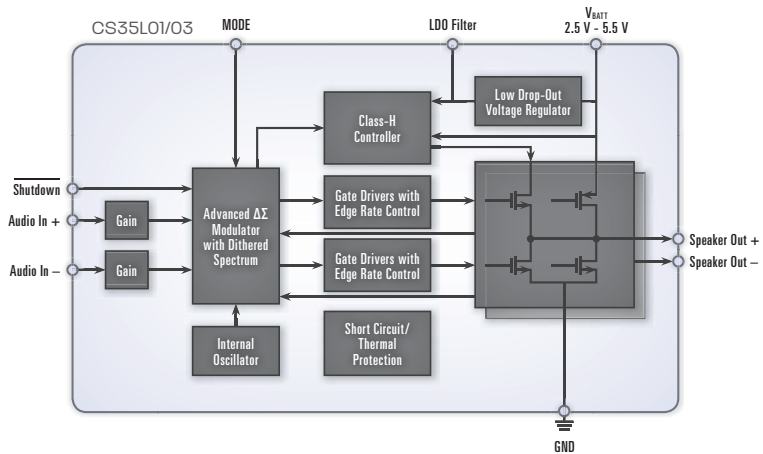 CS35L01/03
MODE
LDO Filter
VBATT
2.5 V - 5.5 V
Low Drop-Out
Voltage Regulator
Class-H
Controller
Shutdown
Audio In +
Gain
Advanced ΔΣ
Modulator
with Dithered
Spectrum
Gate Drivers with
Edge Rate Control
Speaker Out +
Audio In –
Gain
Gate Drivers with
Edge Rate Control
Speaker Out –
Internal
Oscillator
Short Circuit/
Thermal
Protection
GND